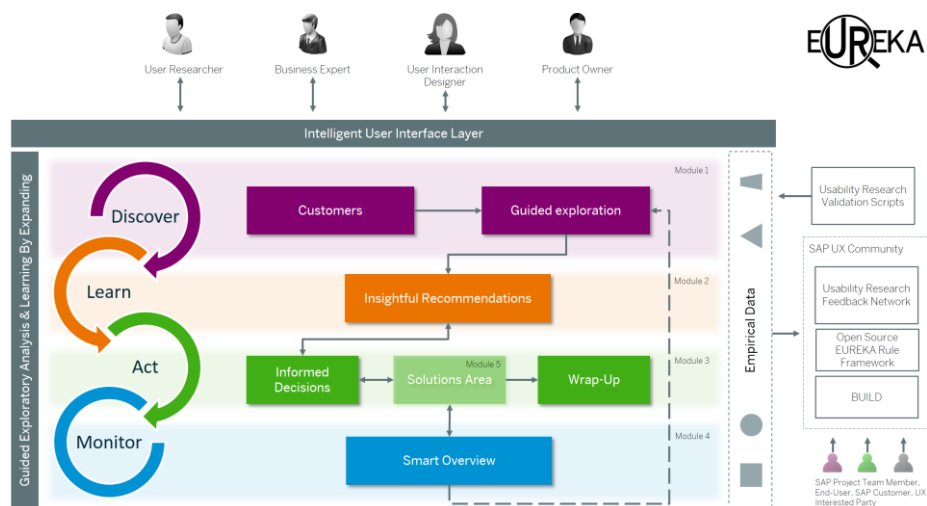 EUREKA
User Researcher
Business Expert
User Interaction
Designer
Product Owner
Intelligent User Interface Layer
Guided Exploratory Analysis & Learning By Expanding
Module 1
Discover
Customers
Guided exploration
Module 2
Learn
Insightful Recommendations
Module 3
Act
Informed
Decisions
Module 5
Solutions Area
Wrap-Up
Module 4
Monitor
Smart Overview
Empirical Data
Usability Research
Validation Scripts
SAP UX Community
Usability Research
Feedback Network
Open Source
EUREKA Rule
Framework
BUILD
SAP Project Team Member,
End-User, SAP Customer, UX
Interested Party